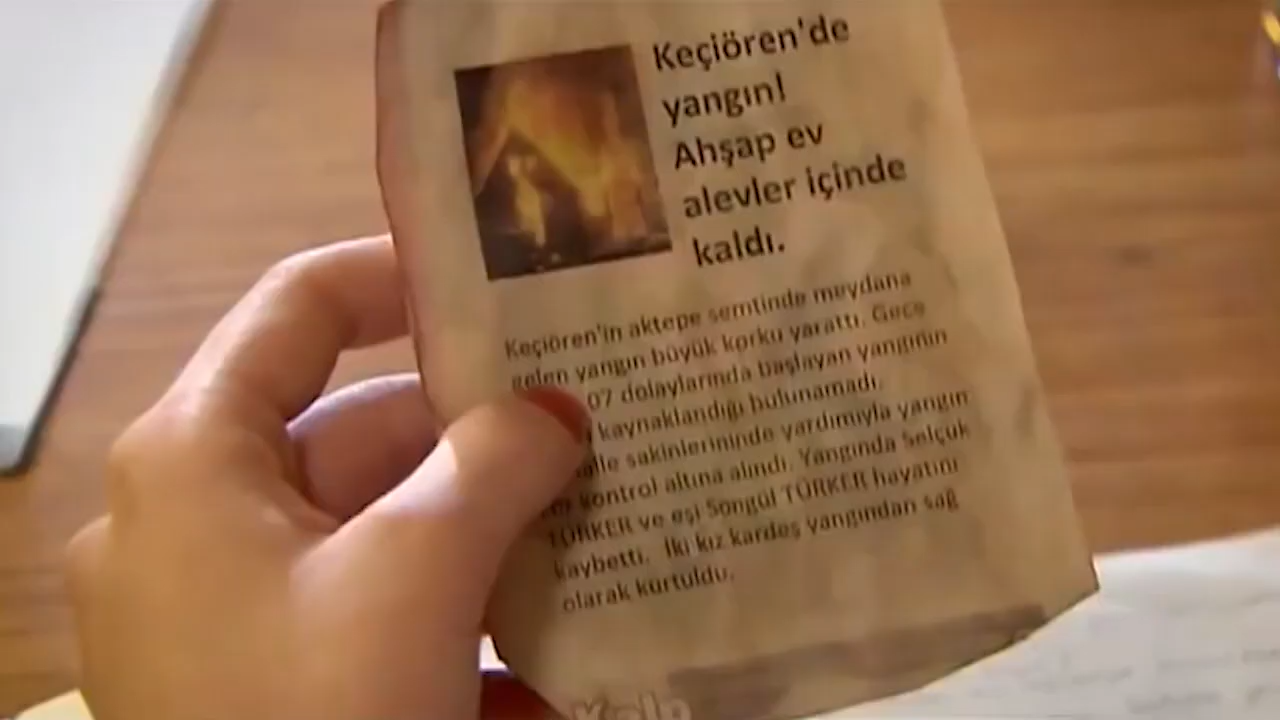 Keçiören'de
yangın!
Ahşap ev
alevler içinde
kaldı.
Keçiören'in aktepe semtinde meydana
gelen yangın büyük korku yarattı. Gece
07 dolaylarında başlayan yangının
kaynaklandığı bulunamadı.
sakinlerininde yardımıyla yangın
kontrol altına alındı. Yangında Selçuk
TÜRKER ve eşi Songül TÜRKER hayatını
kaybetti. İki kız kardeş yangından sağ
olarak kurtuldu.
Kalp